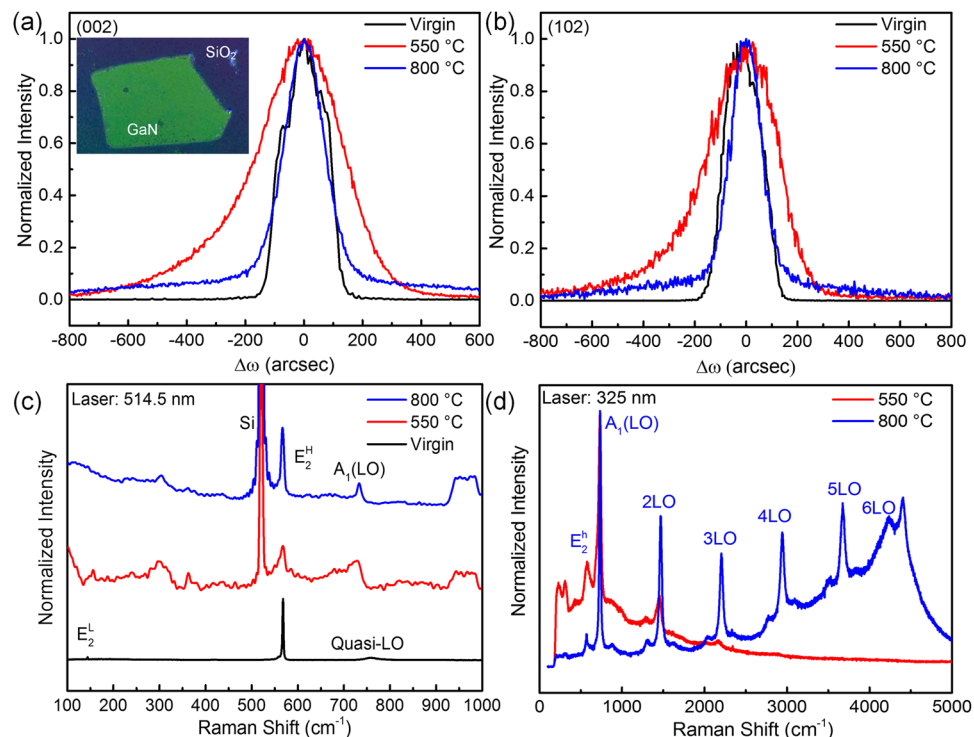 (a)
(002)
SiO₂
GaN
Virgin
550 °C
800 °C
1.0
0.8
0.6
0.4
0.2
0.0
Normalized Intensity
-800 -600 -400 -200 0 200 400 600
Δω (arcsec)
(b)
(102)
Virgin
550 °C
800 °C
1.0
0.8
0.6
0.4
0.2
0.0
Normalized Intensity
-800 -600 -400 -200 0 200 400 600 800
Δω (arcsec)
(c)
Laser: 514.5 nm
Si
800 °C
550 °C
Virgin
E₂ᴴ
A₁(LO)
E₂ᴸ
Quasi-LO
Normalized Intensity
100 200 300 400 500 600 700 800 900 1000
Raman Shift (cm⁻¹)
(d)
Laser: 325 nm
550 °C
800 °C
A₁(LO)
E₂ʰ
2LO
3LO
4LO
5LO
6LO
Normalized Intensity
0 1000 2000 3000 4000 5000
Raman Shift (cm⁻¹)